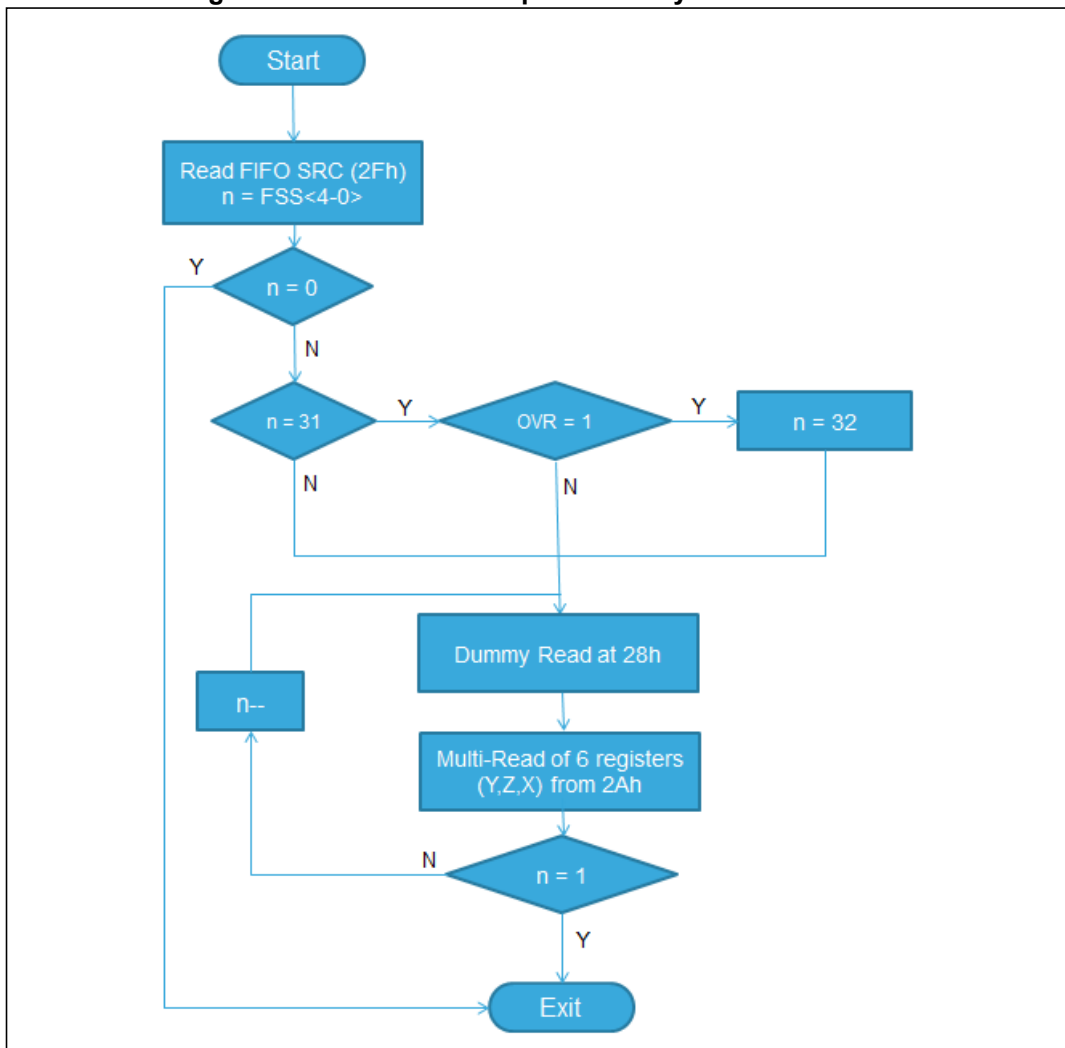 Start
Read FIFO SRC (2Fh)
n = FSS<4-0>
Y
n = 0
N
n = 31
Y
OVR = 1
Y
n = 32
N
N
Dummy Read at 28h
n--
Multi-Read of 6 registers
(Y,Z,X) from 2Ah
N
n = 1
Y
Exit